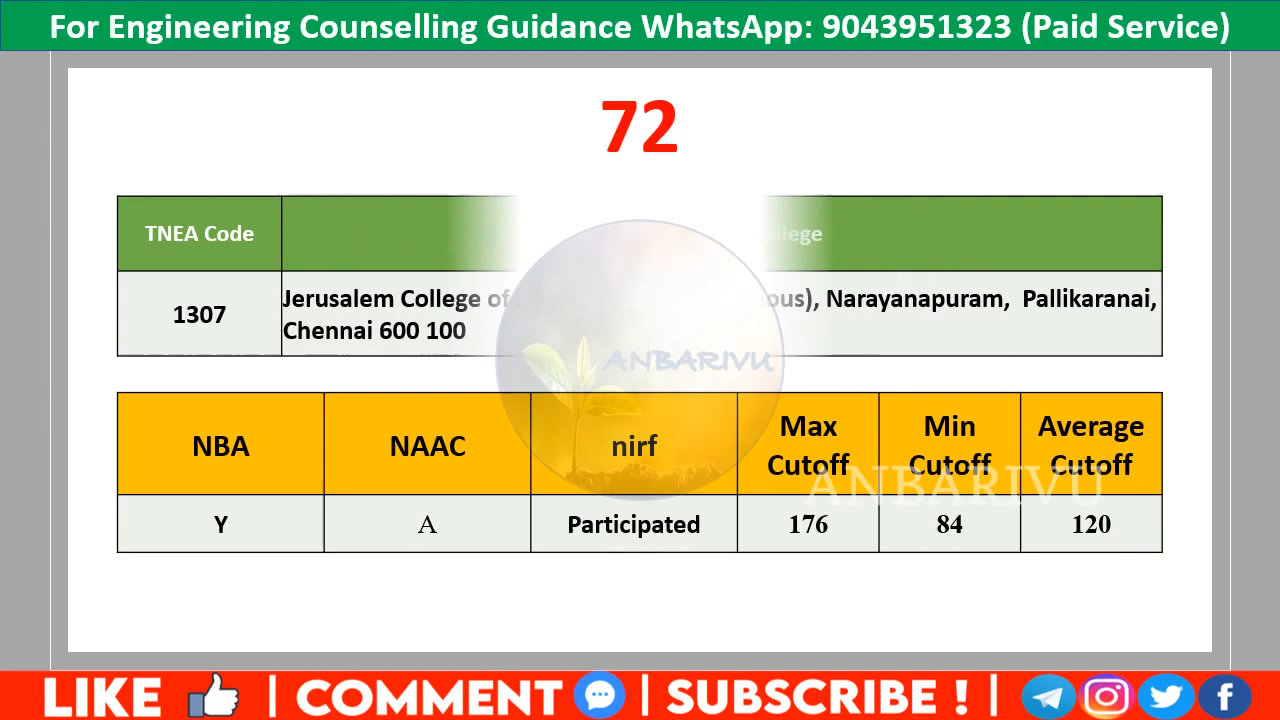 For Engineering Counselling Guidance WhatsApp: 9043951323 (Paid Service)
72
TNEA Code
1307
Jerusalem College of ), Narayanapuram, Pallikaranai,
Chennai 600 100
ANBARIVU
NBA NAAC nirf Max Cutoff Min Cutoff Average Cutoff
ANBARIVU
Y A Participated 176 84 120
LIKE | COMMENT | SUBSCRIBE ! |